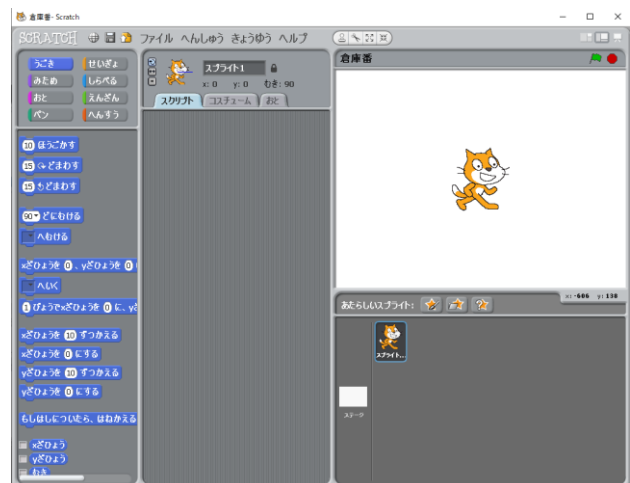 倉庫番- Scratch
SCRATCH ファイル へんしゅう きょうゆう ヘルプ
うごき せいぎょ
みため しらべる
おと えんざん
ペン へんすう
10 ほうごかす
15 どまわす
15 どまわす
90 どにむける
へむける
xざひょうを 0 、yざひょうを 0
へいく
1 びょうでxざひょうを 0 に、yざ
xざひょうを 10 ずつかえる
xざひょうを 0 にする
yざひょうを 10 ずつかえる
yざひょうを 0 にする
もしはしについたら、はねかえる
xざひょう
yざひょう
むき
スプライト1
x: 0 y: 0 むき: 90
スクリプト コスチューム おと
倉庫番
x: -606 y: 138
あたらしいスプライト:
スプライト...
ステージ